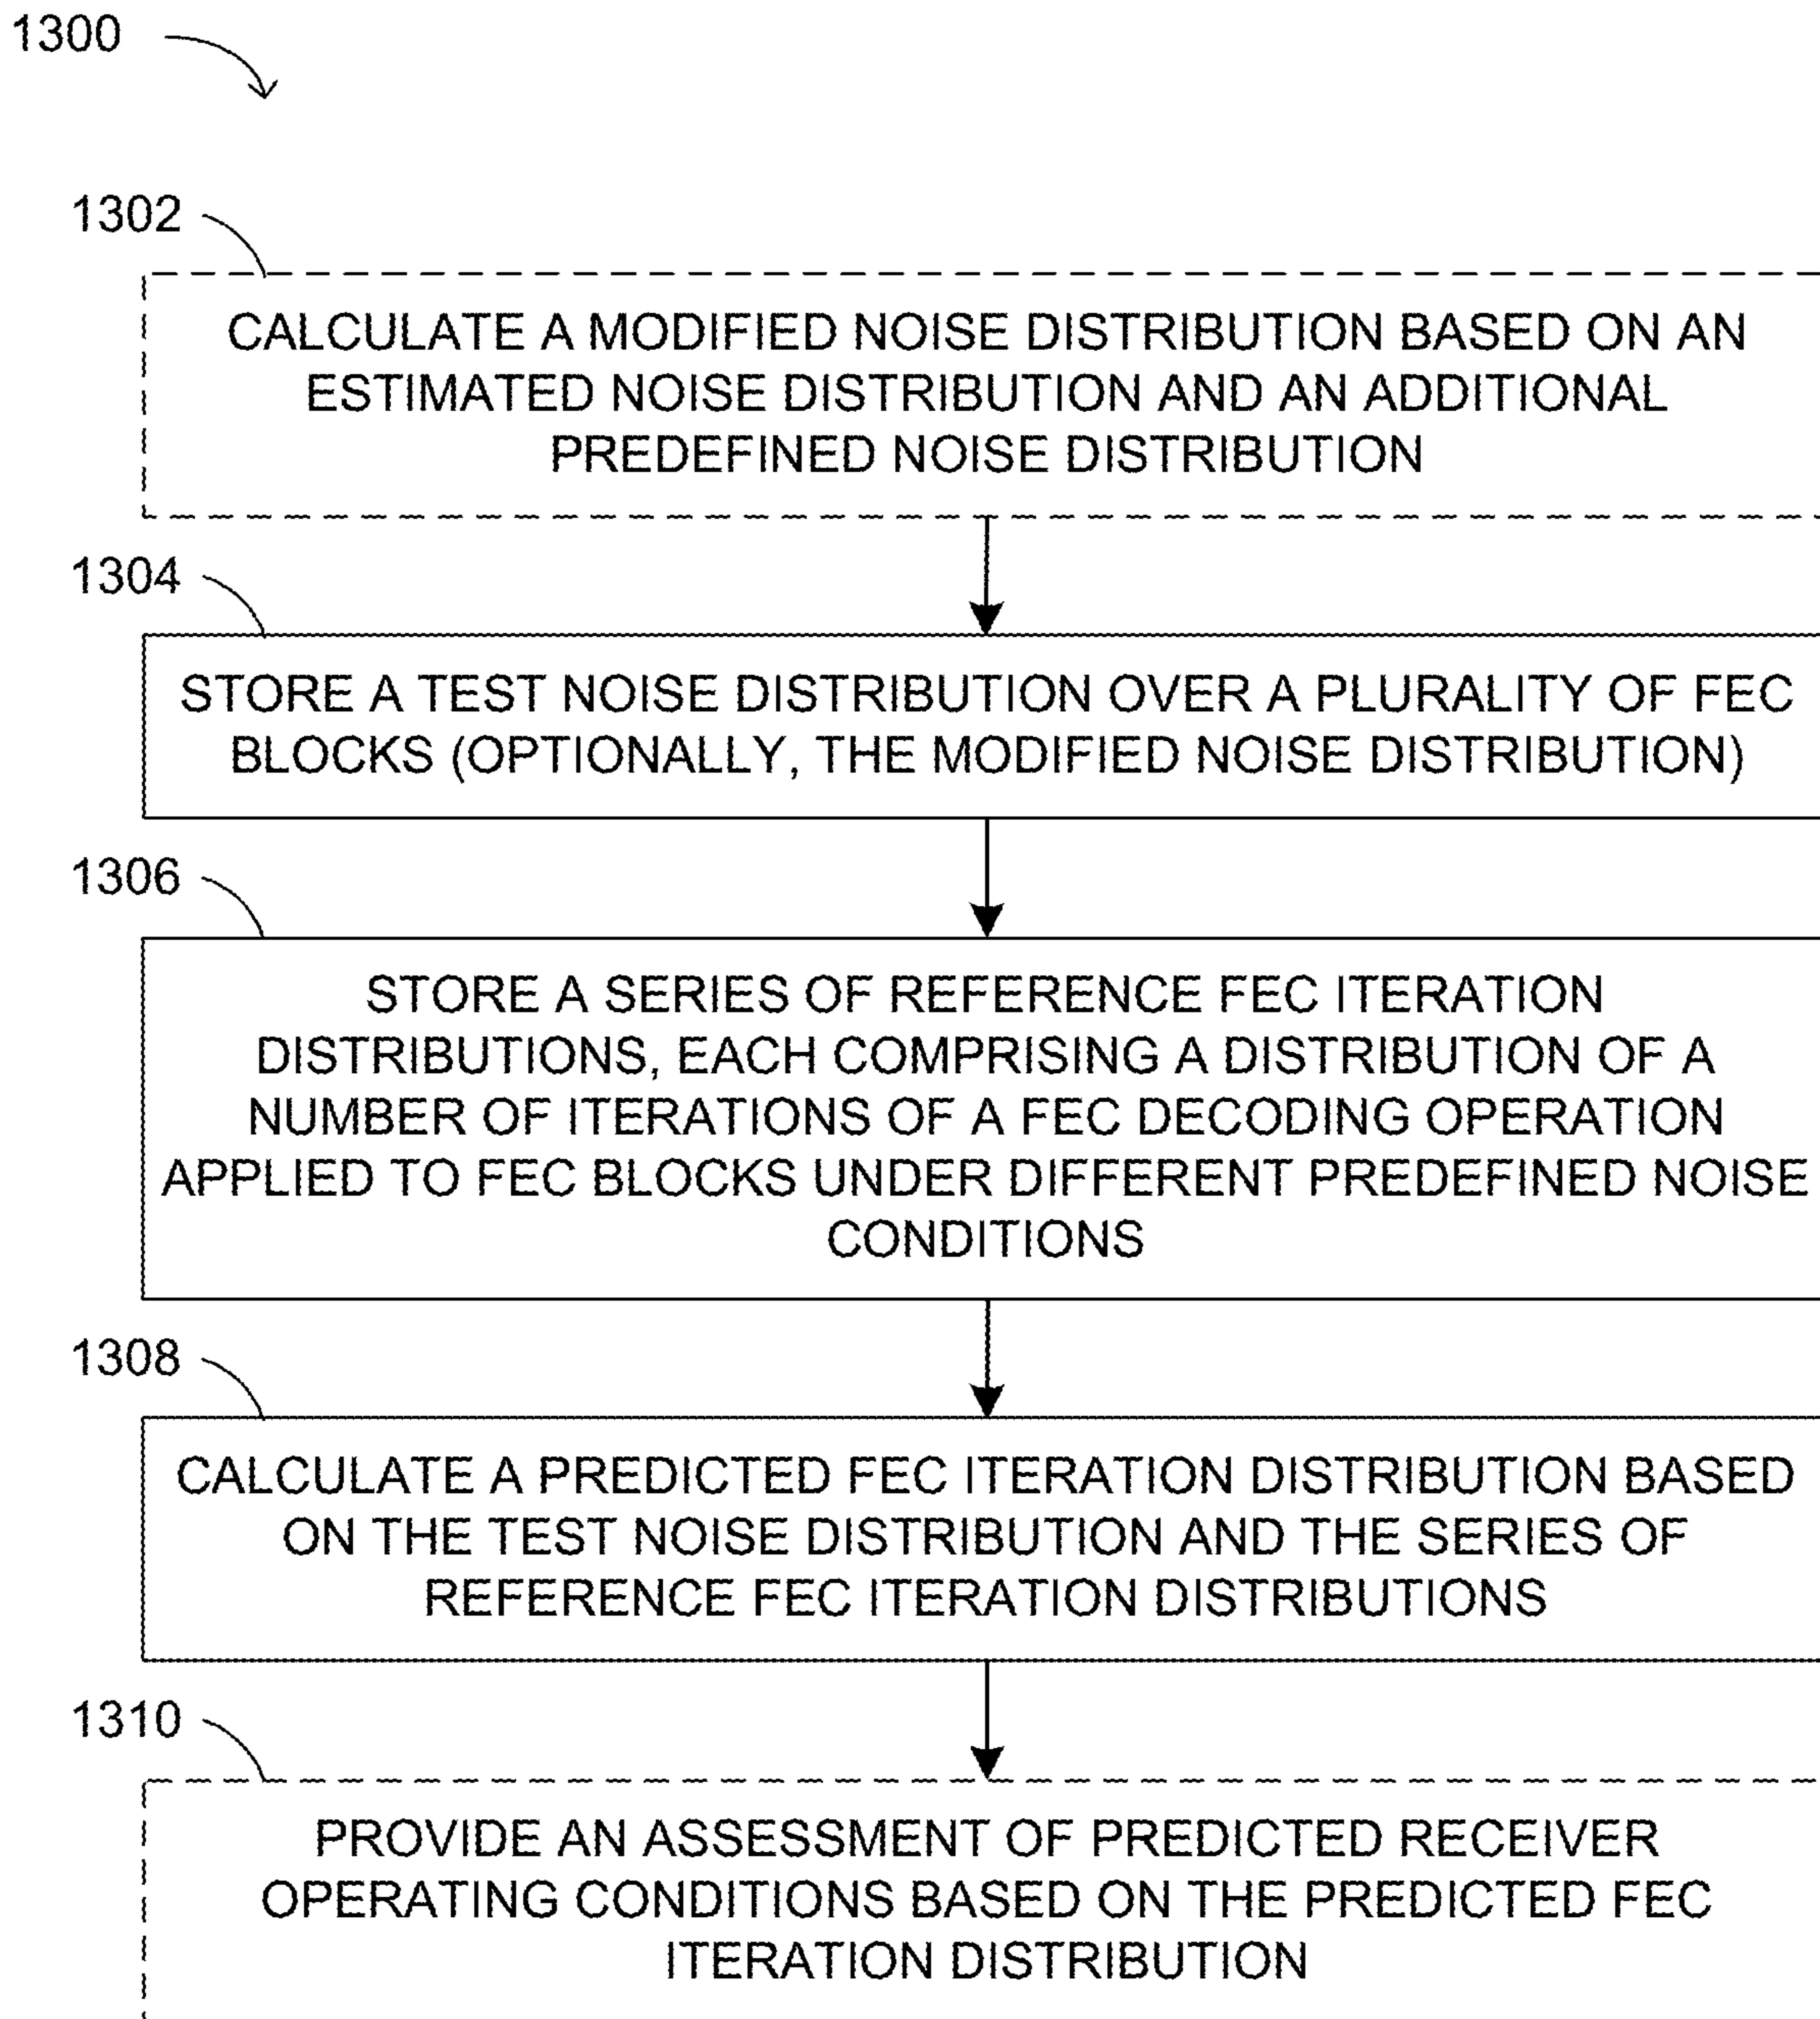 1300
1302
CALCULATE A MODIFIED NOISE DISTRIBUTION BASED ON AN
ESTIMATED NOISE DISTRIBUTION AND AN ADDITIONAL
PREDEFINED NOISE DISTRIBUTION
1304
STORE A TEST NOISE DISTRIBUTION OVER A PLURALITY OF FEC
BLOCKS (OPTIONALLY, THE MODIFIED NOISE DISTRIBUTION)
1306
STORE A SERIES OF REFERENCE FEC ITERATION
DISTRIBUTIONS, EACH COMPRISING A DISTRIBUTION OF A
NUMBER OF ITERATIONS OF A FEC DECODING OPERATION
APPLIED TO FEC BLOCKS UNDER DIFFERENT PREDEFINED NOISE
CONDITIONS
1308
CALCULATE A PREDICTED FEC ITERATION DISTRIBUTION BASED
ON THE TEST NOISE DISTRIBUTION AND THE SERIES OF
REFERENCE FEC ITERATION DISTRIBUTIONS
1310
PROVIDE AN ASSESSMENT OF PREDICTED RECEIVER
OPERATING CONDITIONS BASED ON THE PREDICTED FEC
ITERATION DISTRIBUTION